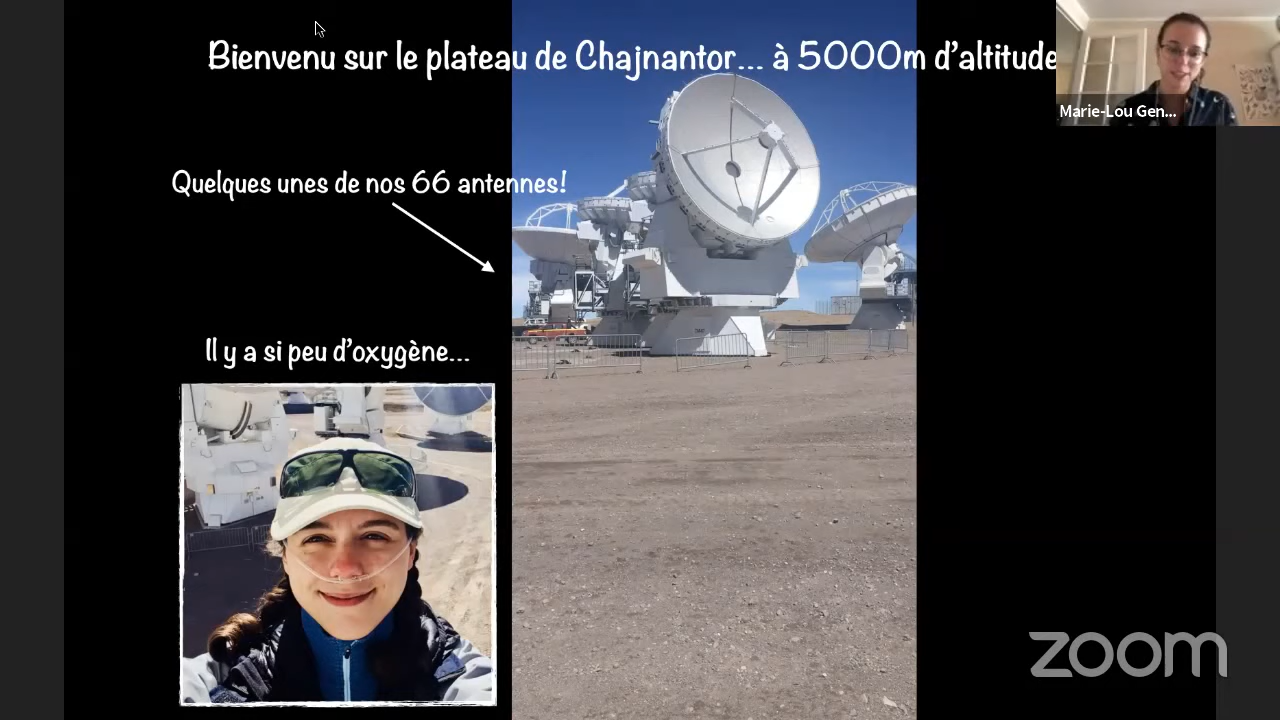 Bienvenu sur le plateau de Chajnantor... à 5000m d'altitude
Marie-Lou Gen...
Quelques unes de nos 66 antennes!
Il y a si peu d'oxygène...
zoom